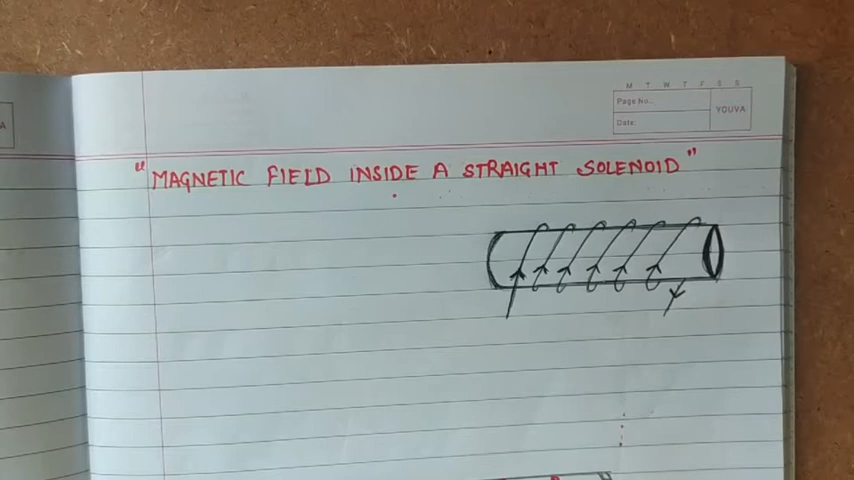 M T W T F S S
Page No.:
YOUVA
Date:
A
"MAGNETIC FIELD INSIDE A STRAIGHT SOLENOID"